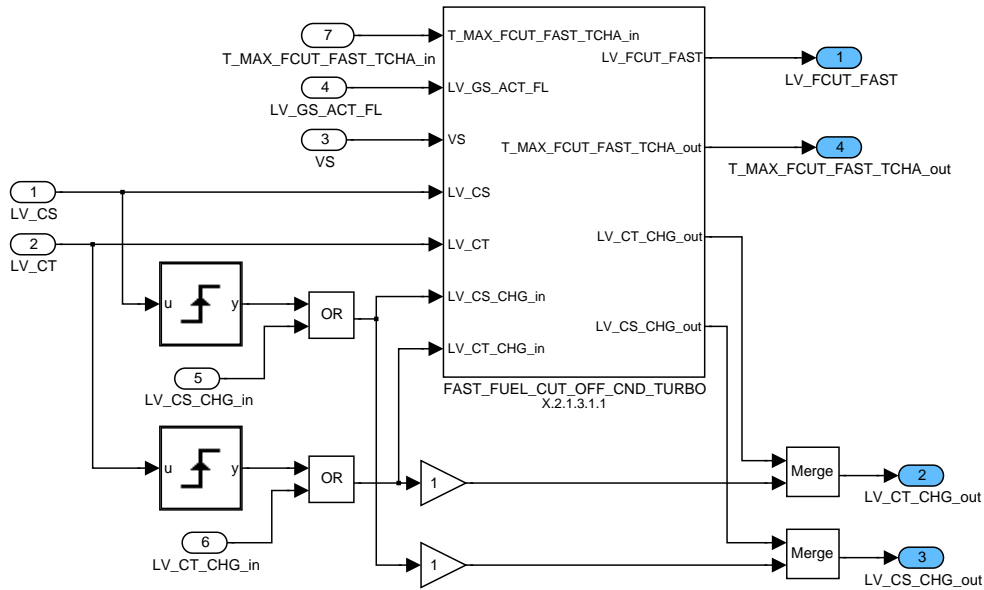 7
T_MAX_FCUT_FAST_TCHA_in
T_MAX_FCUT_FAST_TCHA_in
LV_FCUT_FAST
1
LV_FCUT_FAST
4
LV_GS_ACT_FL
LV_GS_ACT_FL
3
VS
VS
T_MAX_FCUT_FAST_TCHA_out
4
T_MAX_FCUT_FAST_TCHA_out
1
LV_CS
LV_CS
2
LV_CT
LV_CT
LV_CT_CHG_out
u
y
OR
LV_CS_CHG_in
LV_CS_CHG_out
LV_CT_CHG_in
5
LV_CS_CHG_in
FAST_FUEL_CUT_OFF_CND_TURBO
X.2.1.3.1.1
u
y
OR
1
Merge
2
LV_CT_CHG_out
6
LV_CT_CHG_in
1
Merge
3
LV_CS_CHG_out